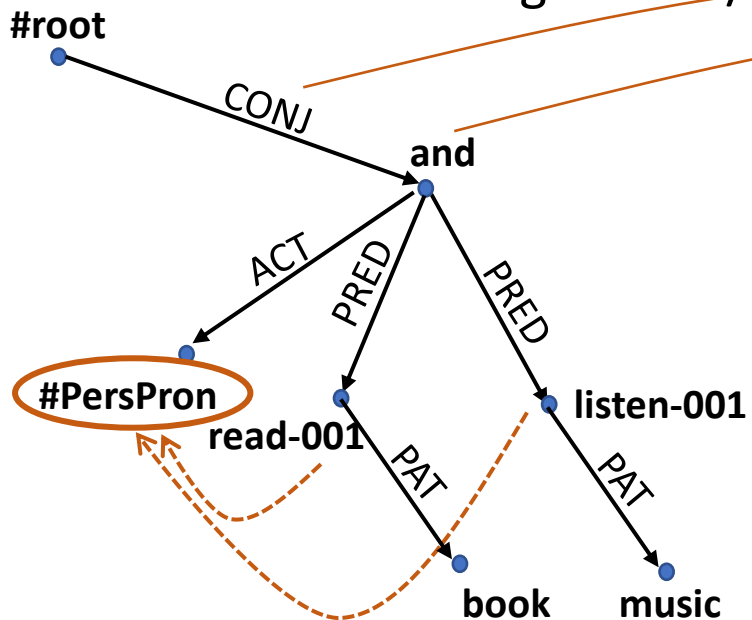 #root
CONJ
and
ACT
PRED
PRED
#PersPron
read-001
listen-001
PAT
PAT
book
music